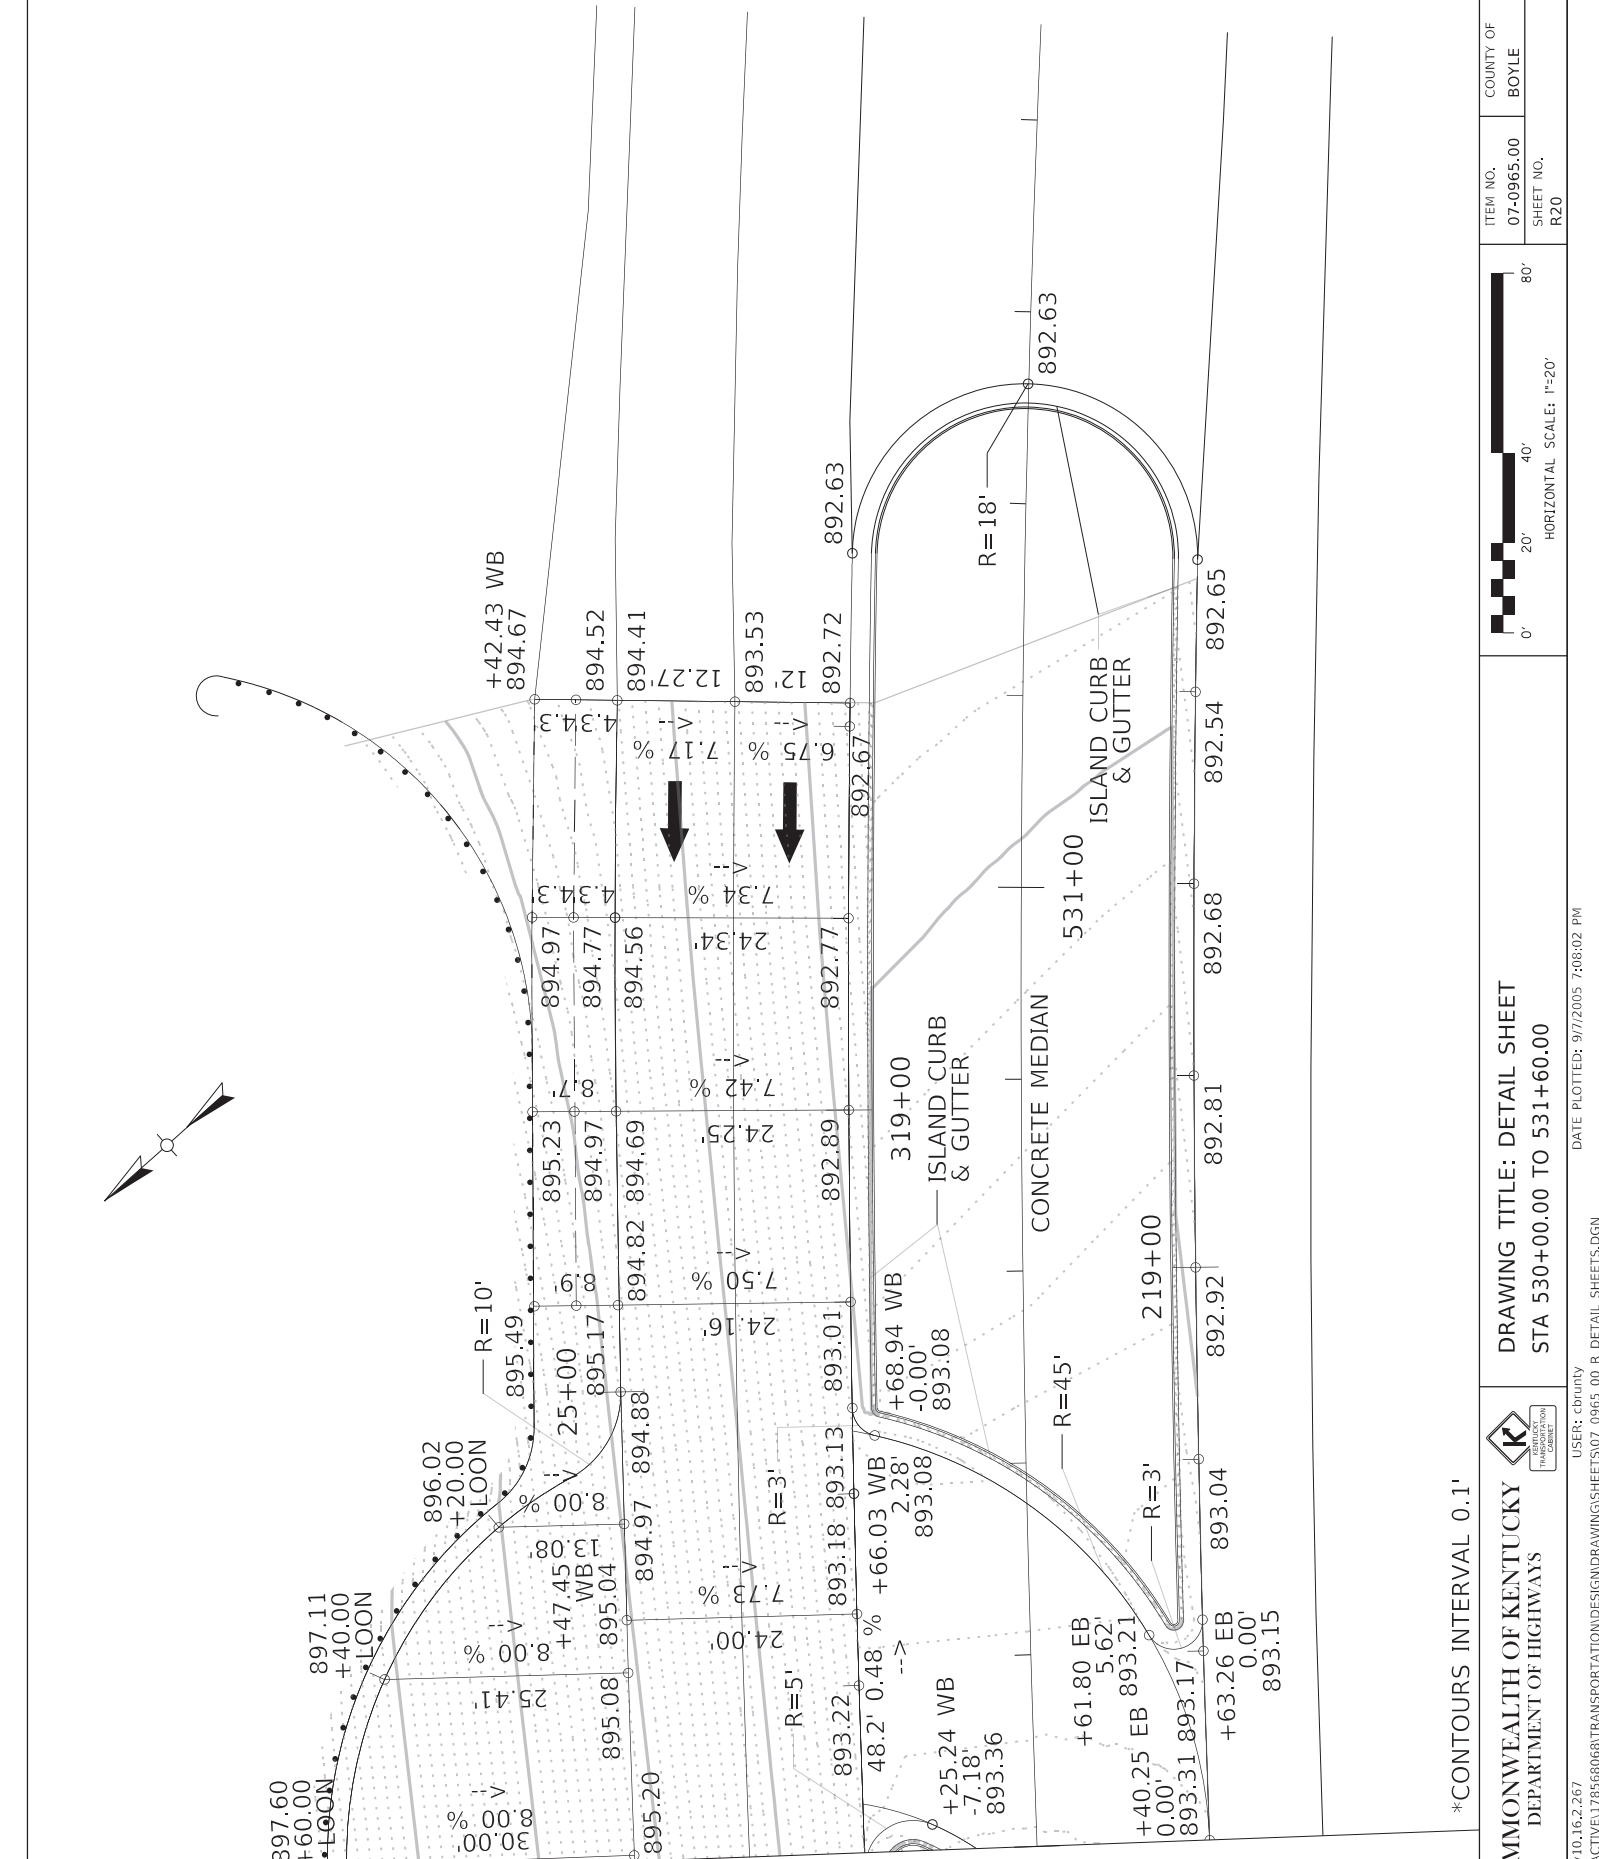 COUNTY OF
BOYLE
ITEM NO.
07-0965.00
SHEET NO.
R20
0'
20'
40'
80'
HORIZONTAL SCALE: 1"=20'
DRAWING TITLE: DETAIL SHEET
STA 530+00.00 TO 531+60.00
KENTUCKY
TRANSPORTATION
CABINET
MMONWEALTH OF KENTUCKY
DEPARTMENT OF HIGHWAYS
DATE PLOTTED: 9/7/2005 7:08:02 PM
USER: cbrunty
*CONTOURS INTERVAL 0.1'
892.63
R=18'
892.63
+42.43 WB
894.67
894.52
894.41
12.27'
893.53
12'
892.72
892.65
4.3
4.3'
<--
7.17 %
<--
6.75 %
892.67
ISLAND CURB
& GUTTER
892.54
<--
7.34 %
4.3'
4.3'
24.34'
894.97
894.77
894.56
892.77
531+00
892.68
CONCRETE MEDIAN
ISLAND CURB
& GUTTER
319+00
<--
7.42 %
8.7'
24.25'
895.23
894.97
894.69
892.89
892.81
894.82
<--
7.50 %
8.9'
24.16'
R=10'
895.49
25+00
895.17
893.01
+68.94 WB
-0.00'
893.08
219+00
892.92
R=45'
894.88
896.02
+20.00
LOON
<--
8.00 %
13.08'
894.97
R=3'
893.13
893.18
+66.03 WB
2.28'
893.08
R=3'
893.04
<--
7.73 %
24.00'
+47.45
WB
895.04
897.11
+40.00
LOON
<--
8.00 %
25.41'
895.08
R=5'
893.22
48.2' 0.48 %
-->
+25.24 WB
-7.18'
893.36
+61.80 EB
5.62'
893.21
+63.26 EB
0.00'
893.15
893.17
+40.25 EB
0.00'
893.31
897.60
+60.00
LOON
<--
8.00 %
30.00'
895.20